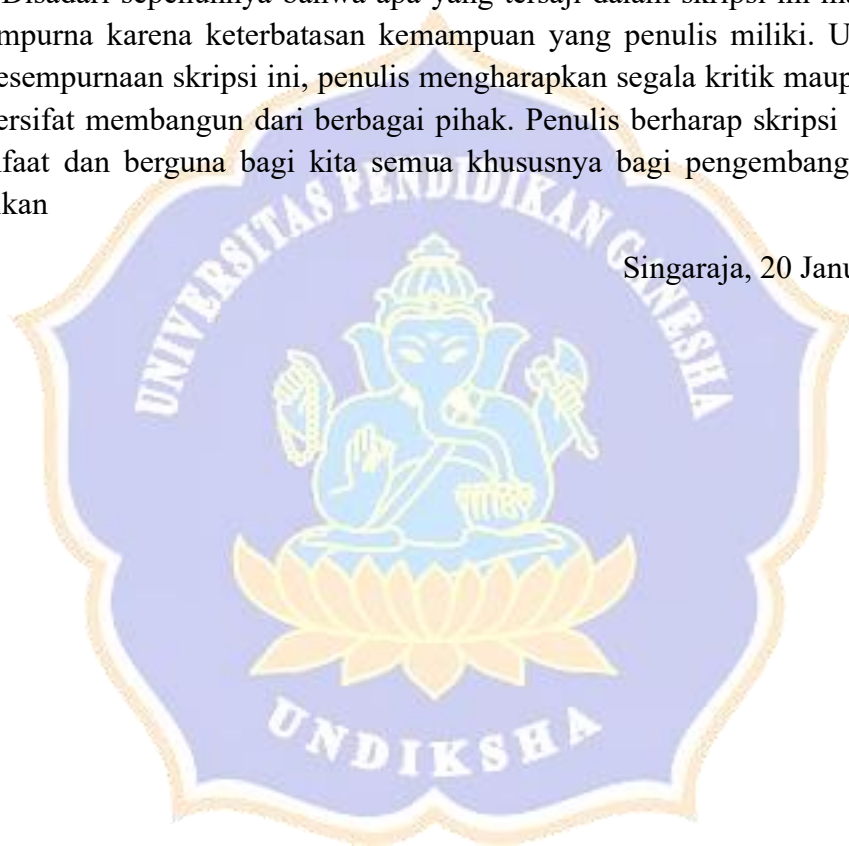 Disadari sepenuhnya bahwa apa yang tersaji dalam skripsi ini
mpurna karena keterbatasan kemampuan yang penulis miliki. U
esempurnaan skripsi ini, penulis mengharapkan segala kritik maup
ersifat membangun dari berbagai pihak. Penulis berharap skripsi
faat dan berguna bagi kita semua khususnya bagi pengembang
kan
Singaraja, 20 Janu
UNIVERSITAS PENDIDIKAN GANESHA
UNDIKSHA